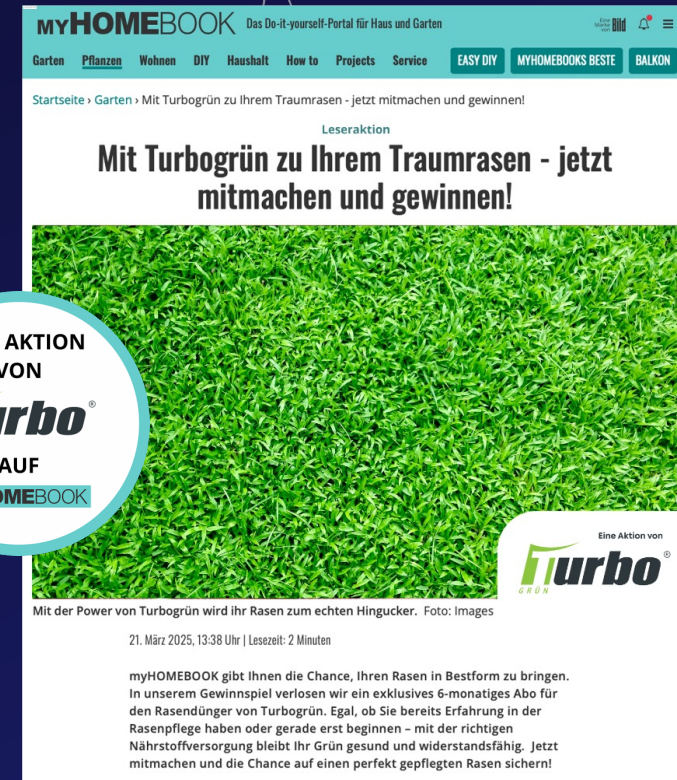 MYHOMEBOOK Das Do-it-yourself-Portal für Haus und Garten Eine Marke von Bild
Garten Pflanzen Wohnen DIY Haushalt How to Projects Service EASY DIY MYHOMEBOOKS BESTE BALKON
Startseite › Garten › Mit Turbogrün zu Ihrem Traumrasen - jetzt mitmachen und gewinnen!
Leseraktion
Mit Turbogrün zu Ihrem Traumrasen - jetzt
mitmachen und gewinnen!
AKTION
VON
urbo®
AUF
OMEBOOK
Eine Aktion von
Turbo®
GRÜN
Mit der Power von Turbogrün wird ihr Rasen zum echten Hingucker. Foto: Images
21. März 2025, 13:38 Uhr | Lesezeit: 2 Minuten
myHOMEBOOK gibt Ihnen die Chance, Ihren Rasen in Bestform zu bringen.
In unserem Gewinnspiel verlosen wir ein exklusives 6-monatiges Abo für
den Rasendünger von Turbogrün. Egal, ob Sie bereits Erfahrung in der
Rasenpflege haben oder gerade erst beginnen – mit der richtigen
Nährstoffversorgung bleibt Ihr Grün gesund und widerstandsfähig. Jetzt
mitmachen und die Chance auf einen perfekt gepflegten Rasen sichern!